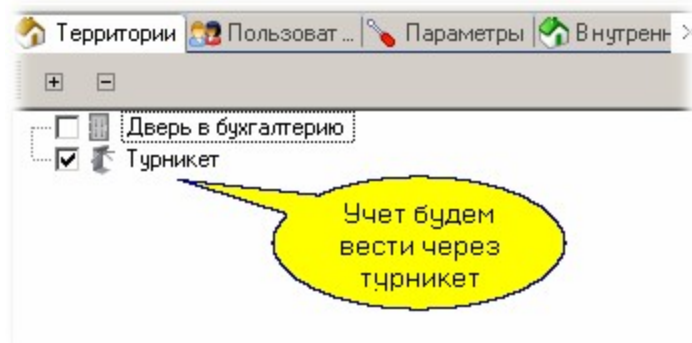 Территории Пользоват ... Параметры Внутренн
Дверь в бухгалтерию
Турникет
Учет будем
вести через
турникет